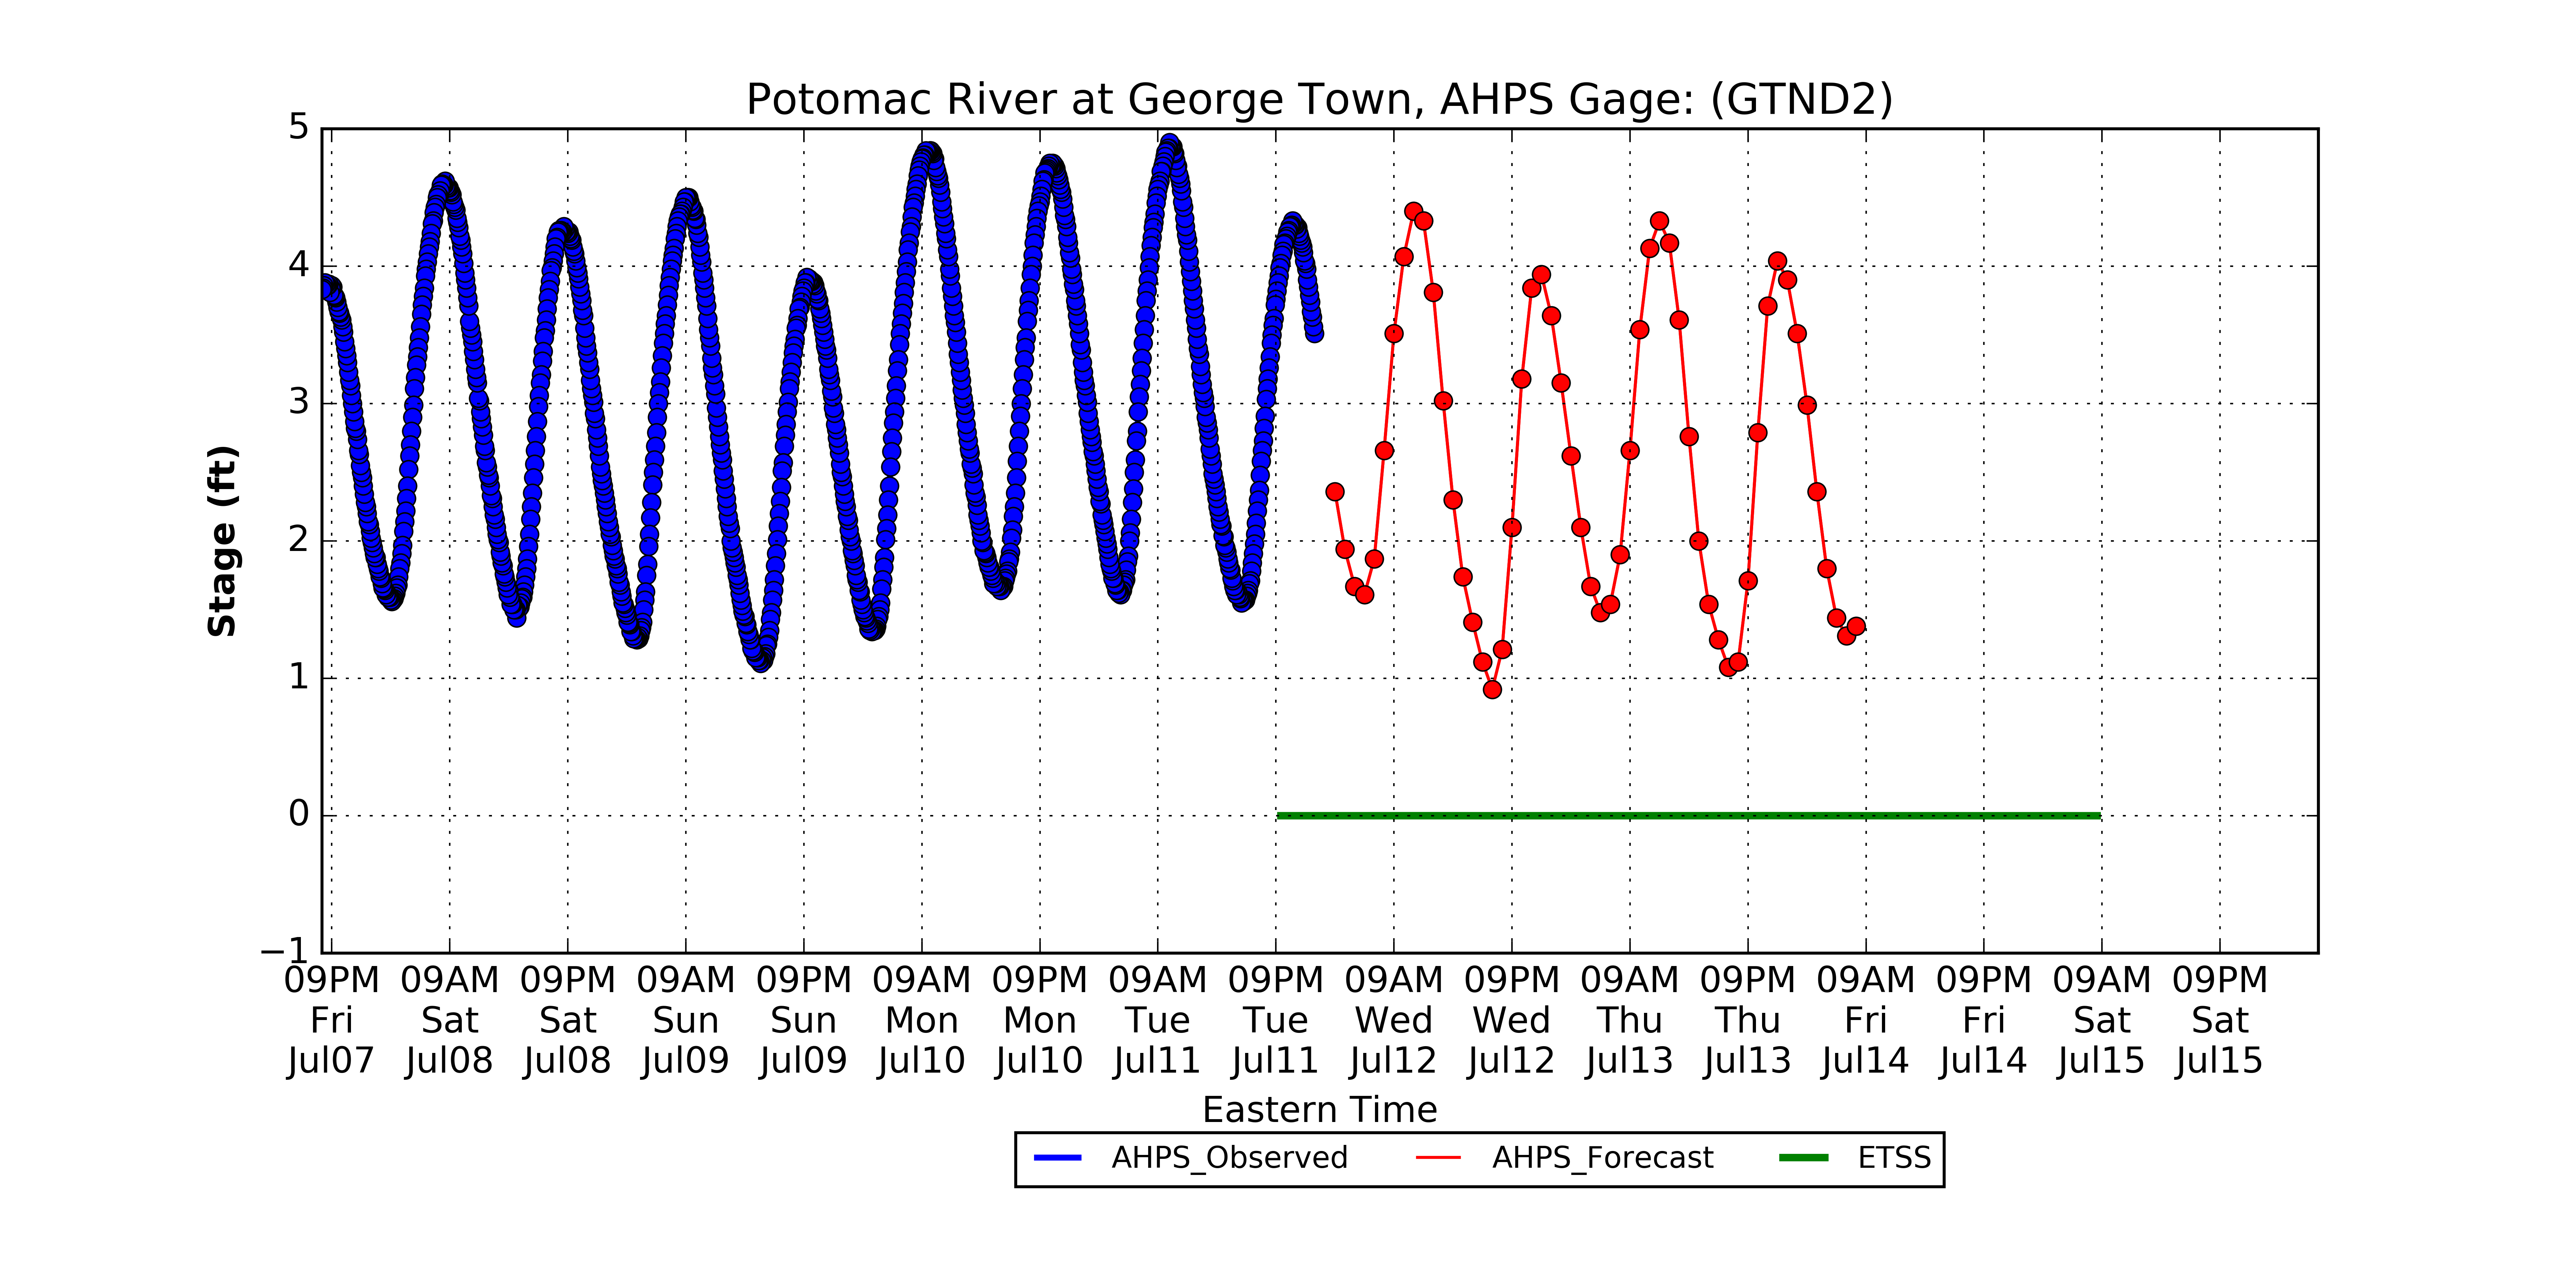 Potomac River at George Town, AHPS Gage: (GTND2)
5
4
3
2
1
0
−1
Stage (ft)
09PM 09AM 09PM 09AM 09PM 09AM 09PM 09AM 09PM 09AM 09PM 09AM 09PM 09AM 09PM 09AM 09PM
Fri Sat Sat Sun Sun Mon Mon Tue Tue Wed Wed Thu Thu Fri Fri Sat Sat
Jul07 Jul08 Jul08 Jul09 Jul09 Jul10 Jul10 Jul11 Jul11 Jul12 Jul12 Jul13 Jul13 Jul14 Jul14 Jul15 Jul15
Eastern Time
AHPS_Observed AHPS_Forecast ETSS